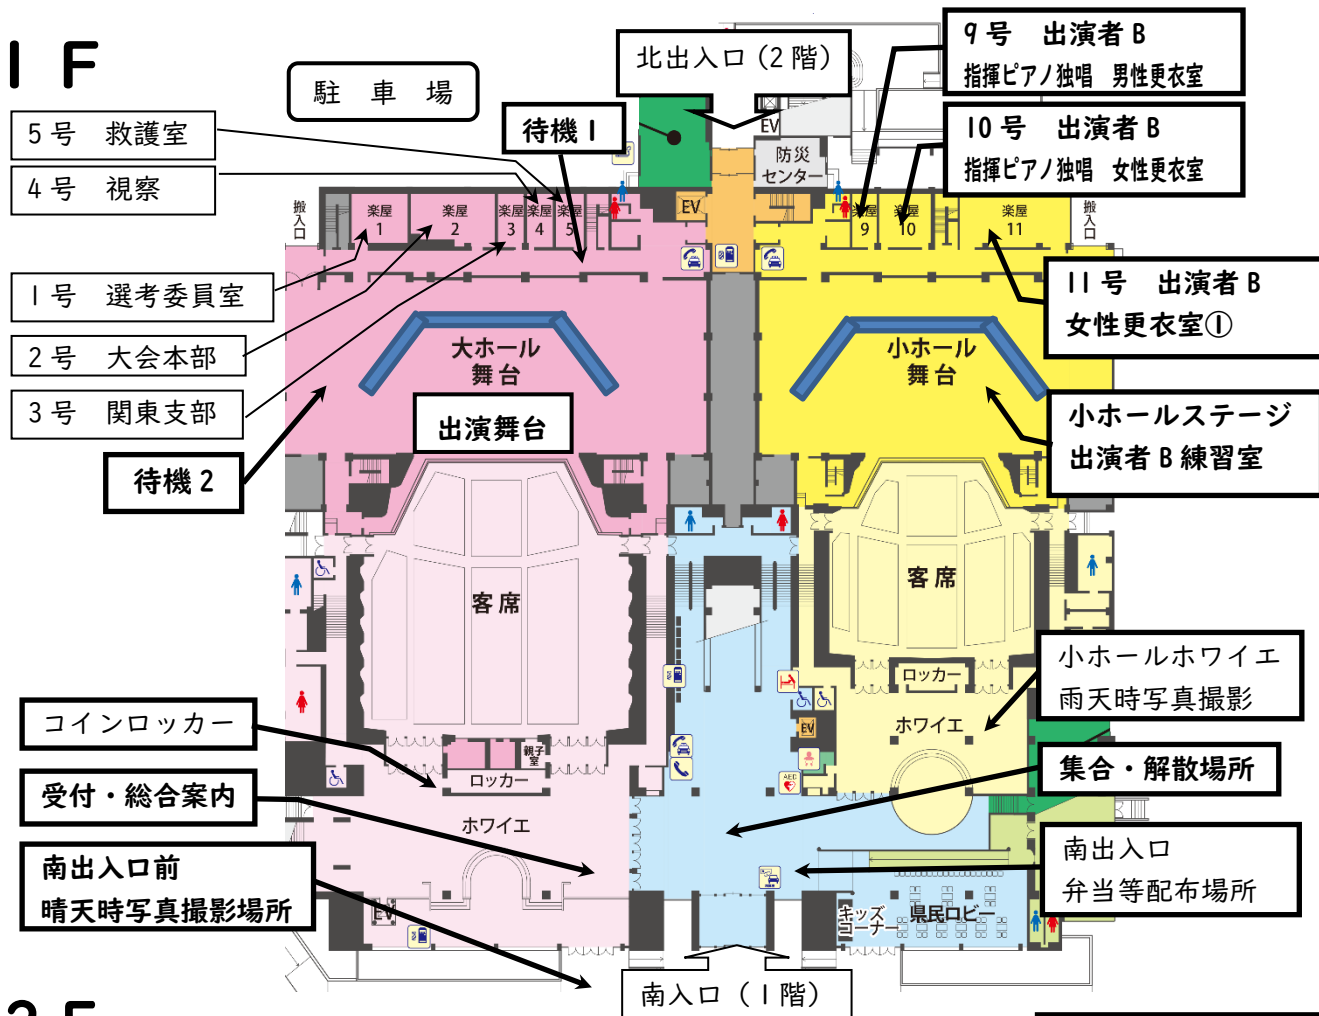 1F
駐 車 場
北出入口(2階)
9号 出演者B
指揮ピアノ独唱 男性更衣室
10号 出演者B
指揮ピアノ独唱 女性更衣室
5号 救護室
4号 視察
待機1
EV
防災
センター
搬入口
楽屋
1
楽屋
2
楽屋
3
楽屋
4
楽屋
5
EV
楽屋
9
楽屋
10
楽屋
11
搬入口
1号 選考委員室
2号 大会本部
3号 関東支部
11号 出演者B
女性更衣室①
大ホール
舞台
小ホール
舞台
出演舞台
小ホールステージ
出演者B練習室
待機2
客席
客席
ロッカー
小ホールホワイエ
雨天時写真撮影
コインロッカー
ホワイエ
EV
親子室
ロッカー
AED
集合・解散場所
受付・総合案内
ホワイエ
南出入口前
晴天時写真撮影場所
南出入口
弁当等配布場所
EV
キッズ
コーナー
県民ロビー
南入口(1階)